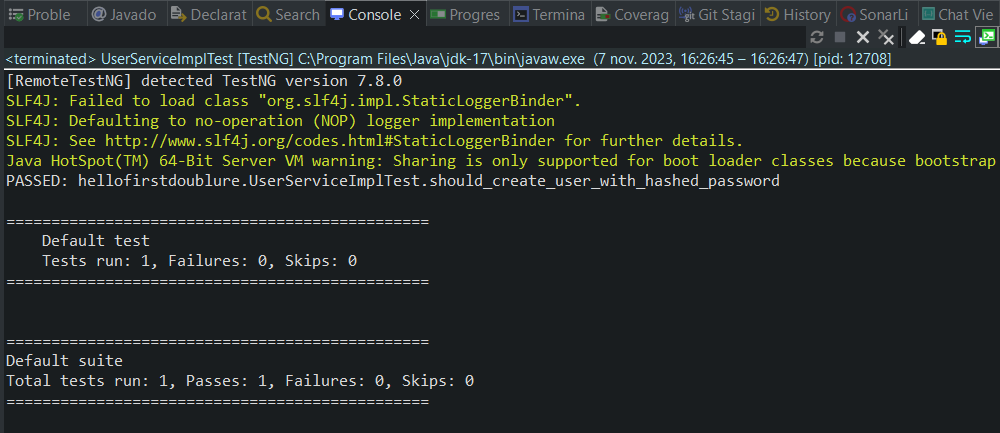 Proble Javado Declarat Search Console Progres Termina Coverag Git Stagi History SonarLi Chat Vie
<terminated> UserServiceImplTest [TestNG] C:\Program Files\Java\jdk-17\bin\javaw.exe (7 nov. 2023, 16:26:45 – 16:26:47) [pid: 12708]
[RemoteTestNG] detected TestNG version 7.8.0
SLF4J: Failed to load class "org.slf4j.impl.StaticLoggerBinder".
SLF4J: Defaulting to no-operation (NOP) logger implementation
SLF4J: See http://www.slf4j.org/codes.html#StaticLoggerBinder for further details.
Java HotSpot(TM) 64-Bit Server VM warning: Sharing is only supported for boot loader classes because bootstrap
PASSED: hellofirstdoublure.UserServiceImplTest.should_create_user_with_hashed_password
===============================================
Default test
Tests run: 1, Failures: 0, Skips: 0
===============================================
===============================================
Default suite
Total tests run: 1, Passes: 1, Failures: 0, Skips: 0
===============================================